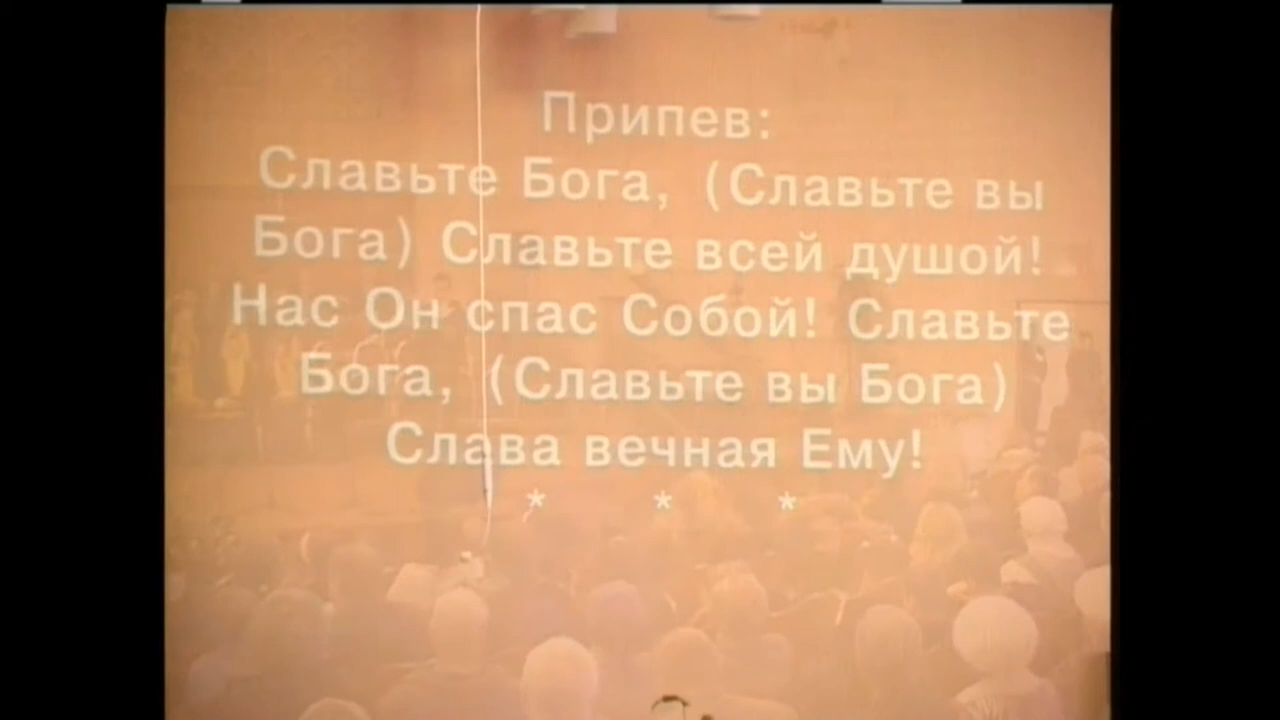 Припев:
Славьте Бога, (Славьте вы
Бога) Славьте всей душой!
Нас Он спас Собой! Славьте
Бога, (Славьте вы Бога)
Слава вечная Ему!
* * *